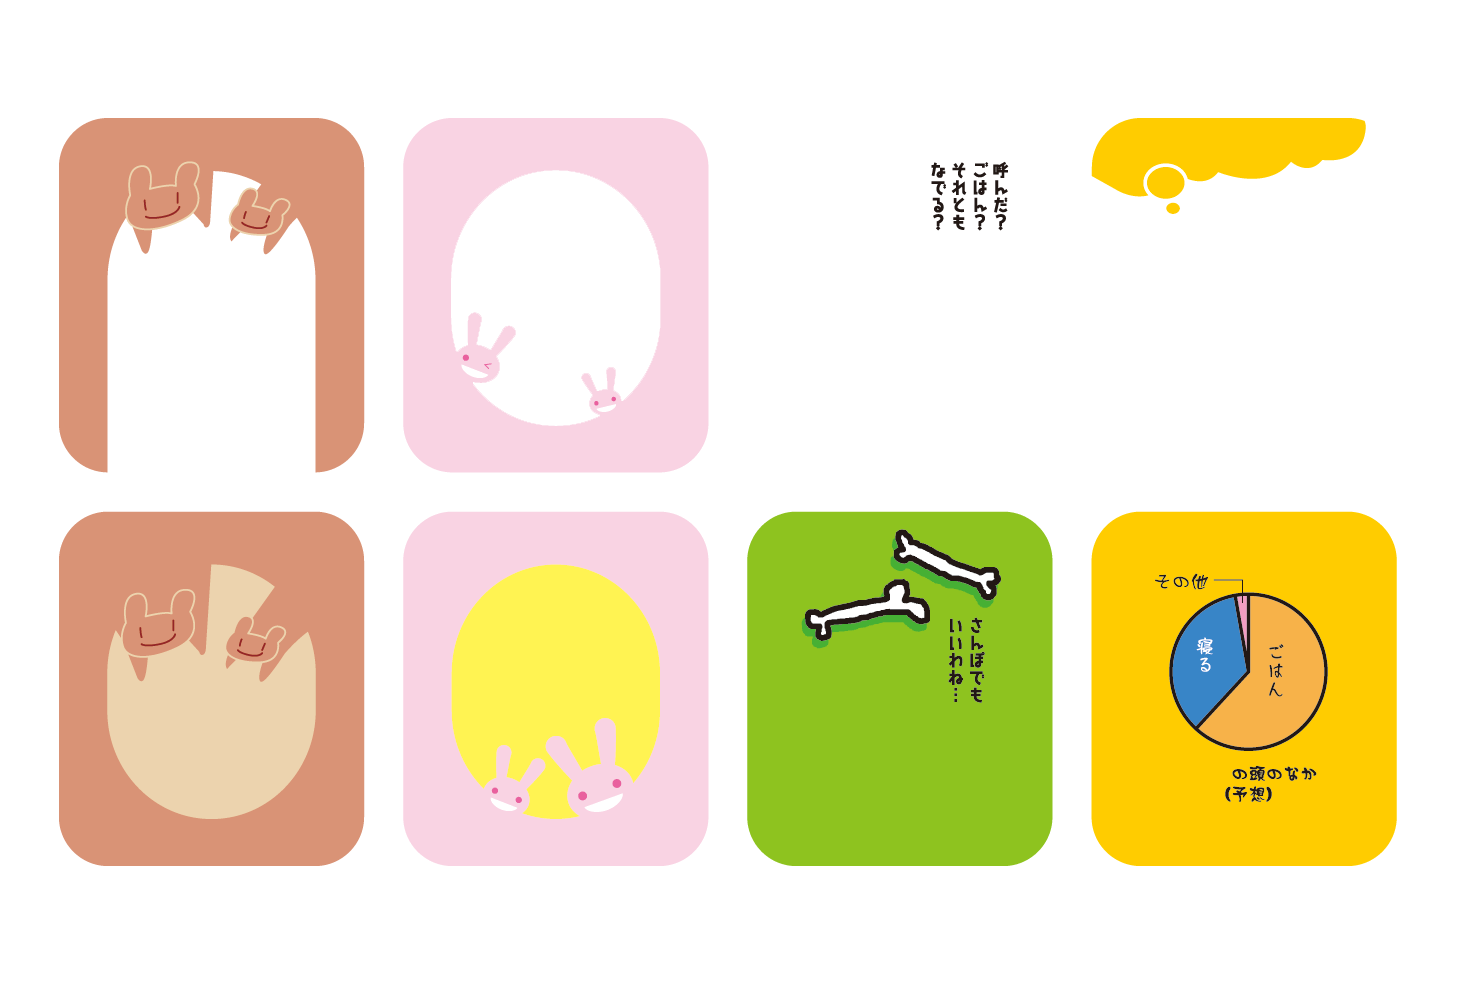 呼んだ?
ごはん?
それとも
なでる?
さんぽでも
いいわね…
その他
寝る
ごはん
の頭のなか
(予想)